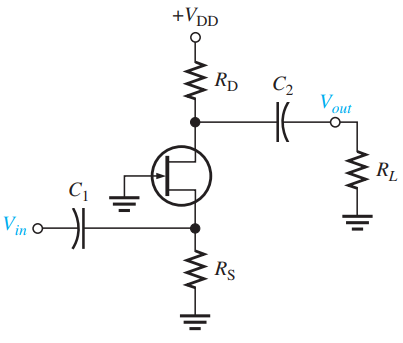 +V_DD
R_D
C_2
V_out
R_L
C_1
V_in
R_S